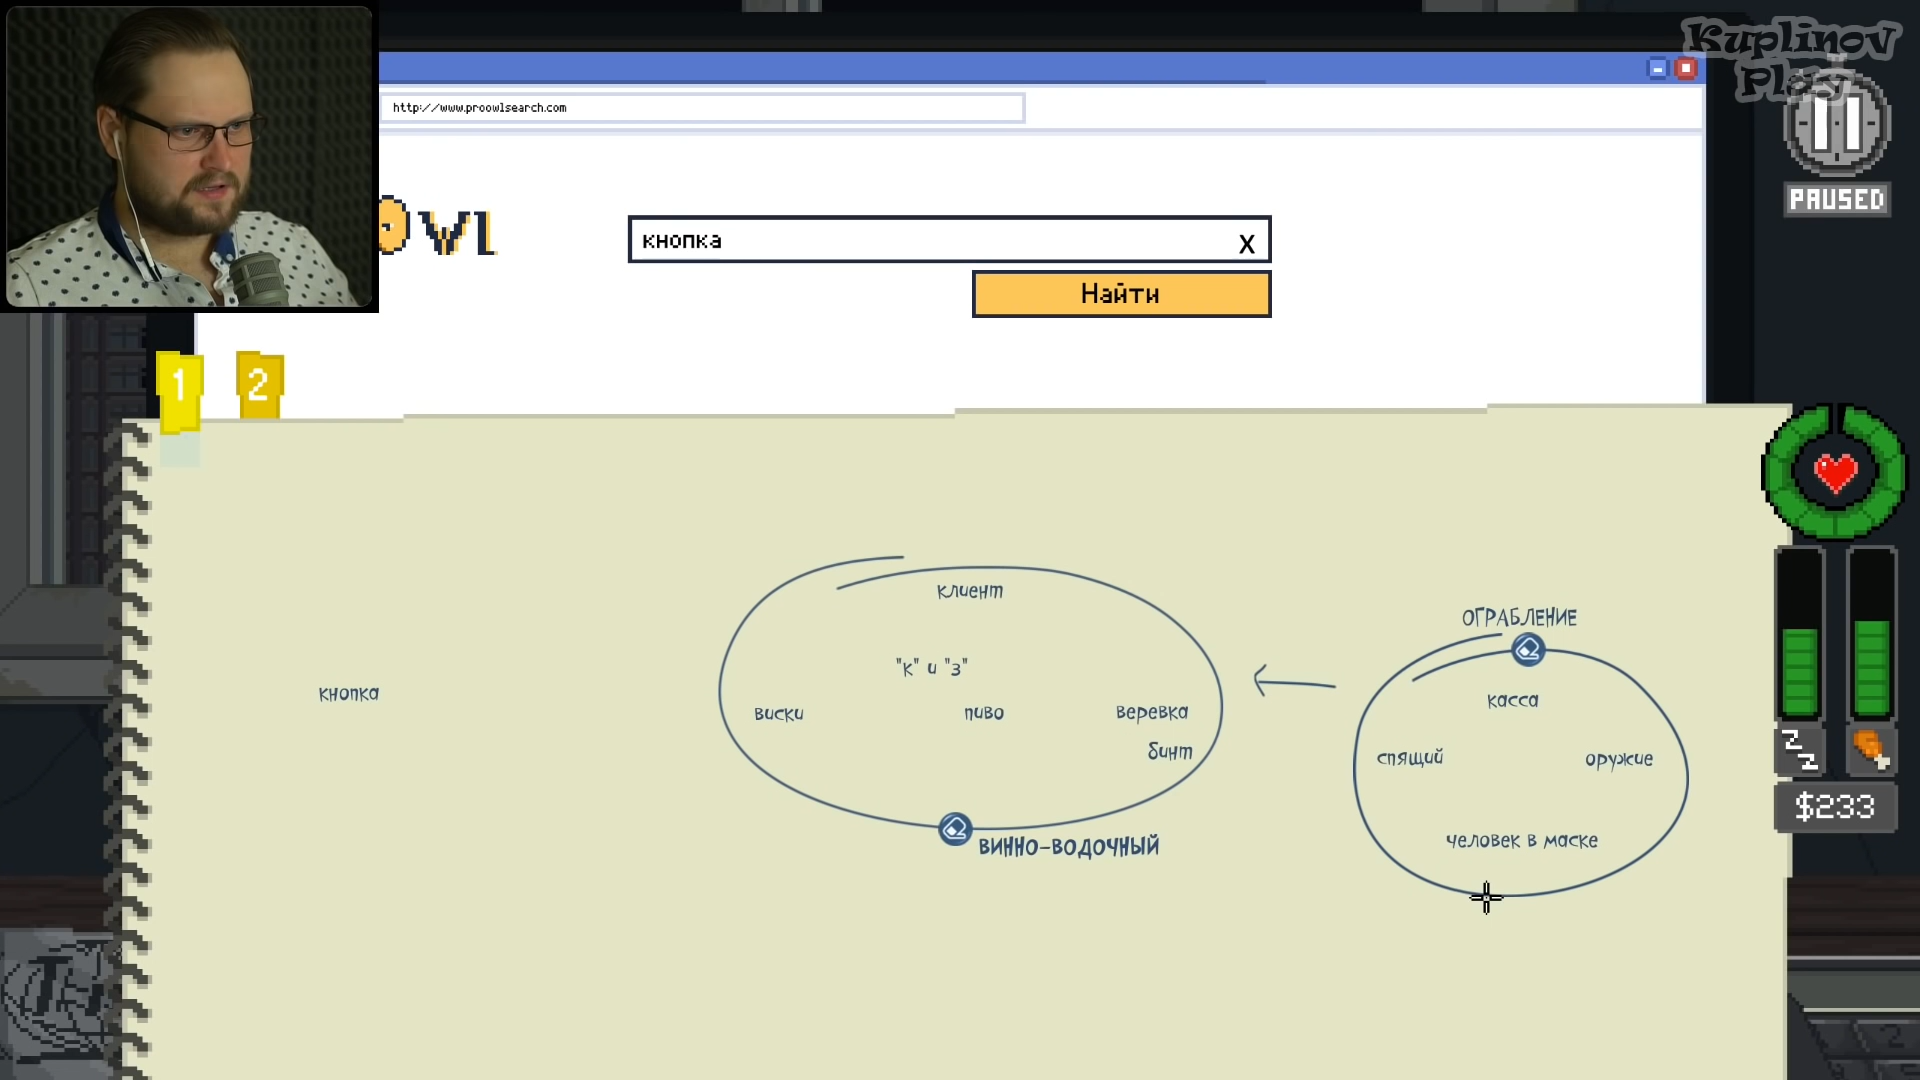 Kuplinov
Play
http://www.proowlsearch.com
owl
кнопка
X
Найти
PAUSED
1
2
клиент
"к" и "з"
виски
пиво
веревка
бинт
ВИННО-ВОДОЧНЫЙ
кнопка
ОГРАБЛЕНИЕ
касса
спящий
оружие
человек в маске
z
z
$233